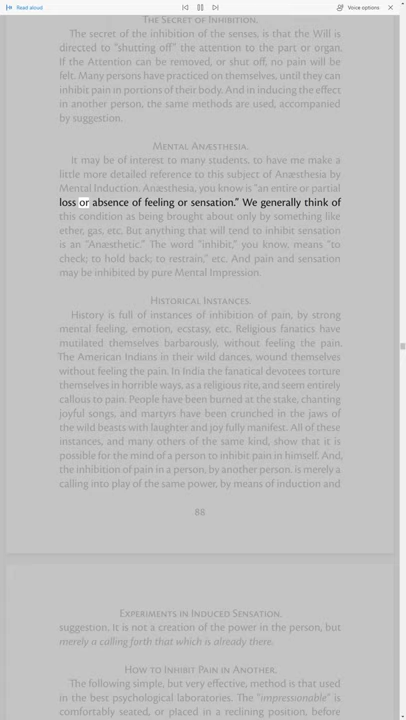 Read aloud
Voice options
The Secret of Inhibition.
The secret of the inhibition of the senses, is that the Will is
directed to "shutting off" the attention to the part or organ.
If the Attention can be removed, or shut off, no pain will be
felt. Many persons have practiced on themselves, until they can
inhibit pain in portions of their body. And in inducing the effect
in another person, the same methods are used, accompanied
by suggestion.
Mental Anæsthesia.
It may be of interest to many students, to have me make a
little more detailed reference to this subject of Anæsthesia by
Mental Induction. Anæsthesia, you know is "an entire or partial
loss or absence of feeling or sensation." We generally think of
this condition as being brought about only by something like
ether, gas, etc. But anything that will tend to inhibit sensation
is an "Anæsthetic." The word "inhibit," you know, means "to
check; to hold back; to restrain," etc. And pain and sensation
may be inhibited by pure Mental Impression.
Historical Instances.
History is full of instances of inhibition of pain, by strong
mental feeling, emotion, ecstasy, etc. Religious fanatics have
mutilated themselves barbarously, without feeling the pain.
The American Indians in their wild dances, wound themselves
without feeling the pain. In India the fanatical devotees torture
themselves in horrible ways, as a religious rite, and seem entirely
callous to pain. People have been burned at the stake, chanting
joyful songs, and martyrs have been crunched in the jaws of
the wild beasts with laughter and joy fully manifest. All of these
instances, and many others of the same kind, show that it is
possible for the mind of a person to inhibit pain in himself. And,
the inhibition of pain in a person, by another person, is merely a
calling into play of the same power, by means of induction and
88
Experiments in Induced Sensation.
suggestion. It is not a creation of the power in the person, but
merely a calling forth that which is already there.
How to Inhibit Pain in Another.
The following simple, but very effective, method is that used
in the best psychological laboratories. The "impressionable" is
comfortably seated, or placed in a reclining position, before